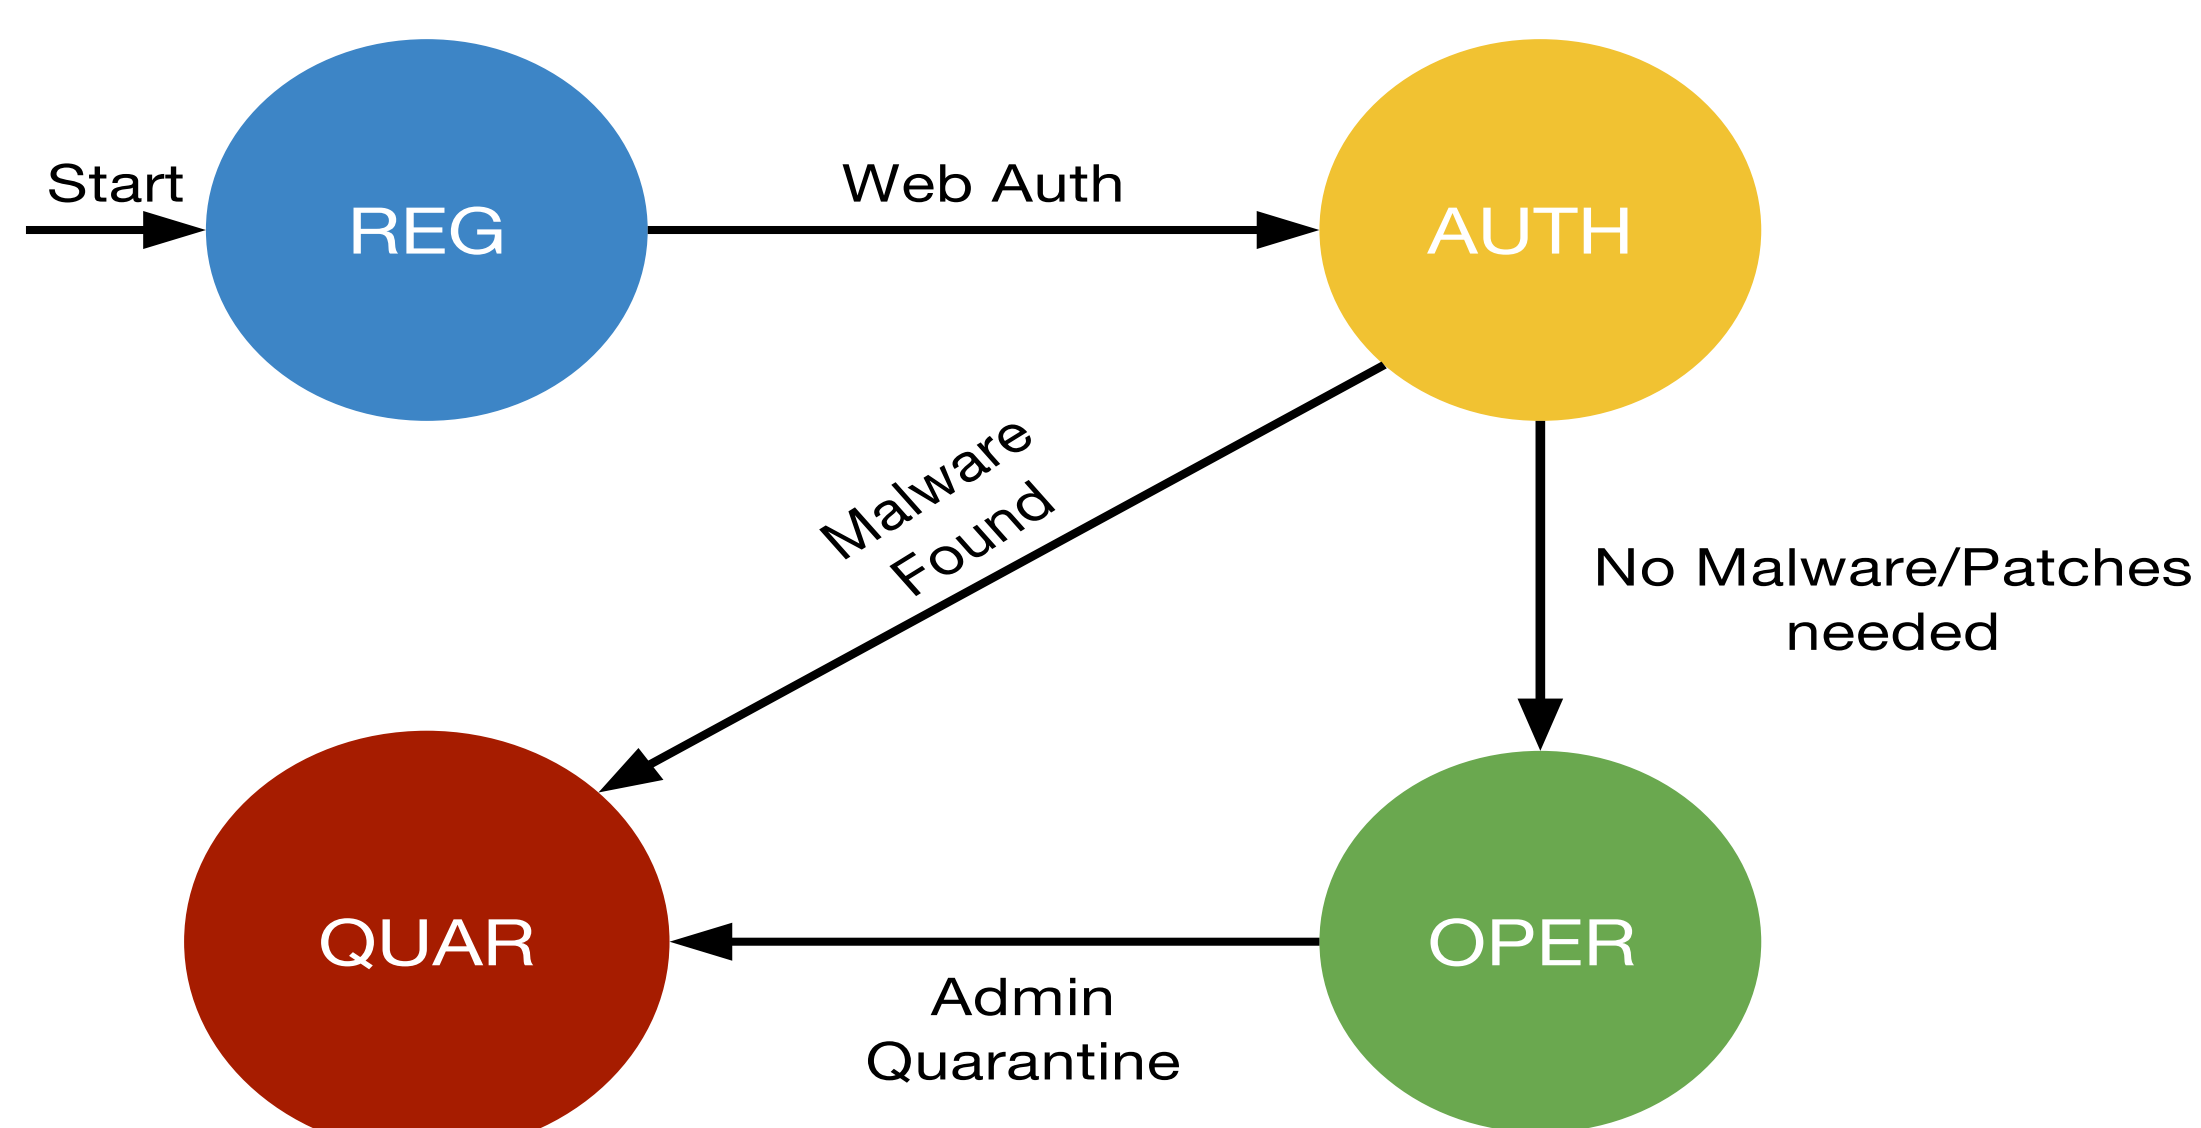 Start
REG
Web Auth
AUTH
Malware
Found
No Malware/Patches
needed
QUAR
Admin
Quarantine
OPER